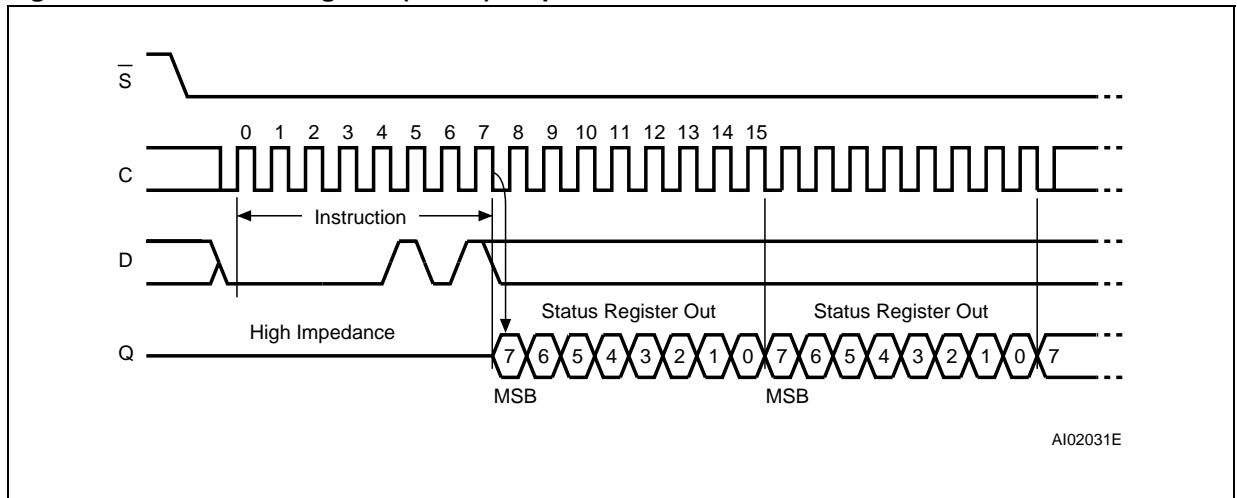 S
0 1 2 3 4 5 6 7 8 9 10 11 12 13 14 15
C
Instruction
D
Status Register Out Status Register Out
High Impedance
Q 7 6 5 4 3 2 1 0 7 6 5 4 3 2 1 0 7
MSB MSB
AI02031E